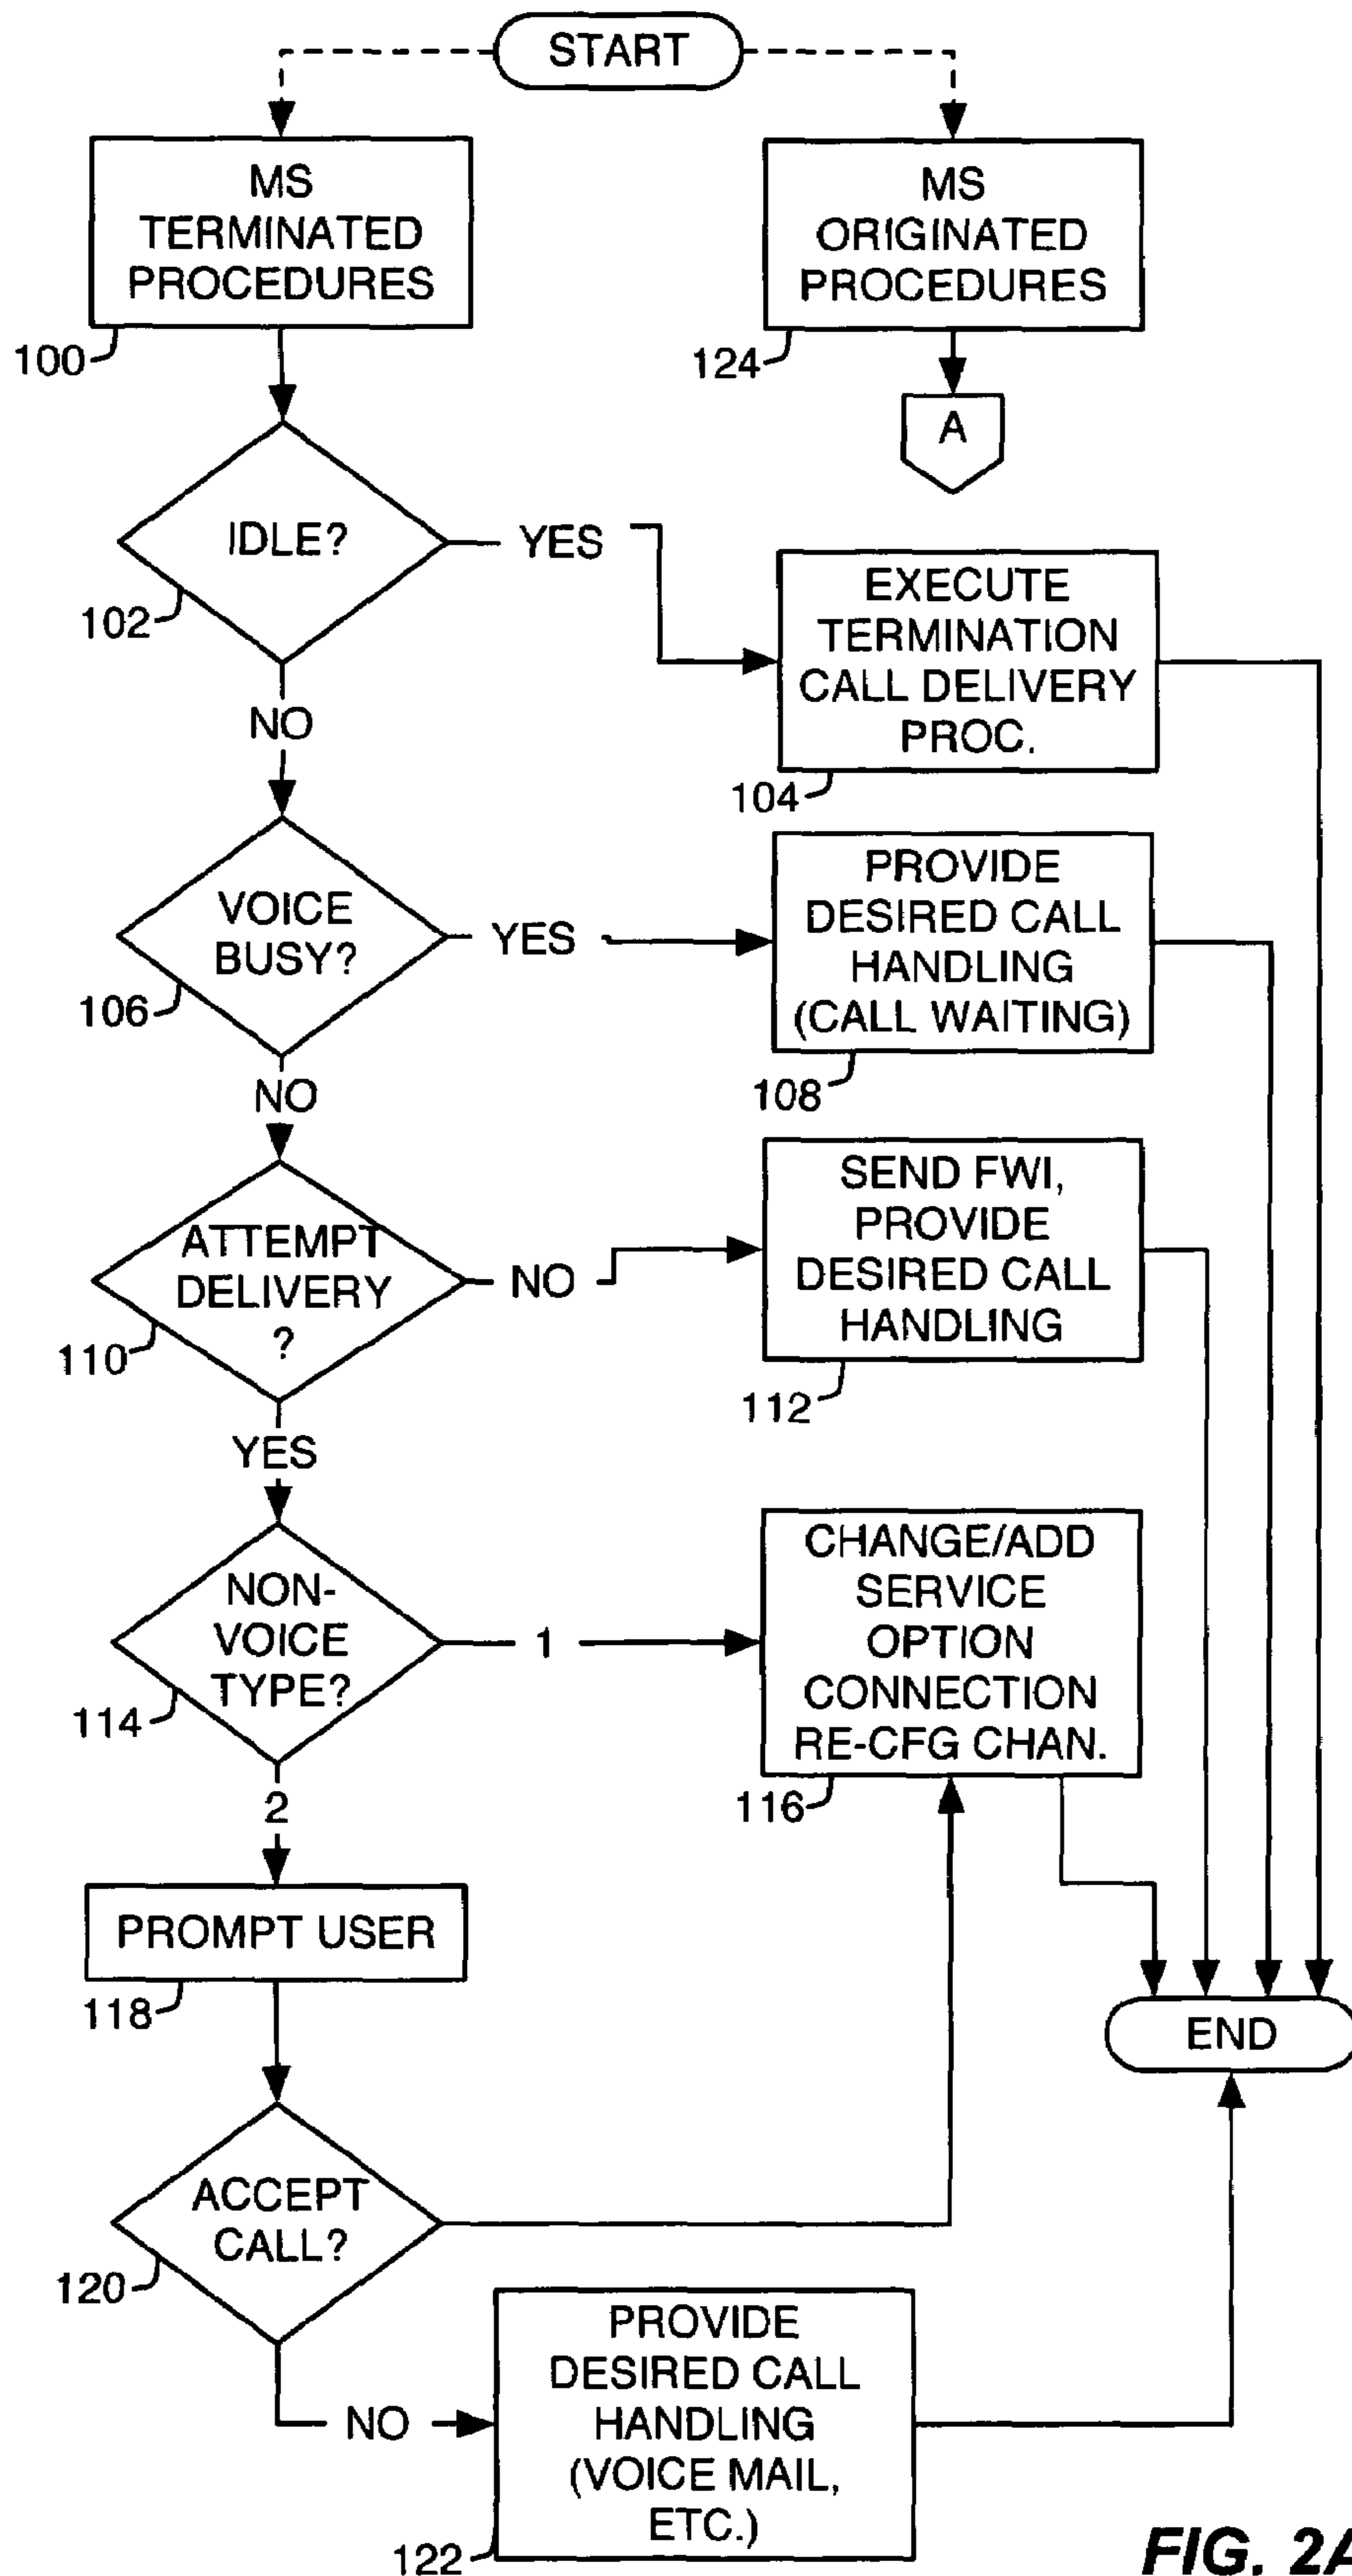 START
MS
TERMINATED
PROCEDURES
100
MS
ORIGINATED
PROCEDURES
124
A
IDLE?
102
YES
EXECUTE
TERMINATION
CALL DELIVERY
PROC.
104
NO
VOICE
BUSY?
106
YES
PROVIDE
DESIRED CALL
HANDLING
(CALL WAITING)
108
NO
ATTEMPT
DELIVERY
?
110
NO
SEND FWI,
PROVIDE
DESIRED CALL
HANDLING
112
YES
NON-
VOICE
TYPE?
114
1
CHANGE/ADD
SERVICE
OPTION
CONNECTION
RE-CFG CHAN.
116
2
PROMPT USER
118
END
ACCEPT
CALL?
120
NO
PROVIDE
DESIRED CALL
HANDLING
(VOICE MAIL,
ETC.)
122
FIG. 2A